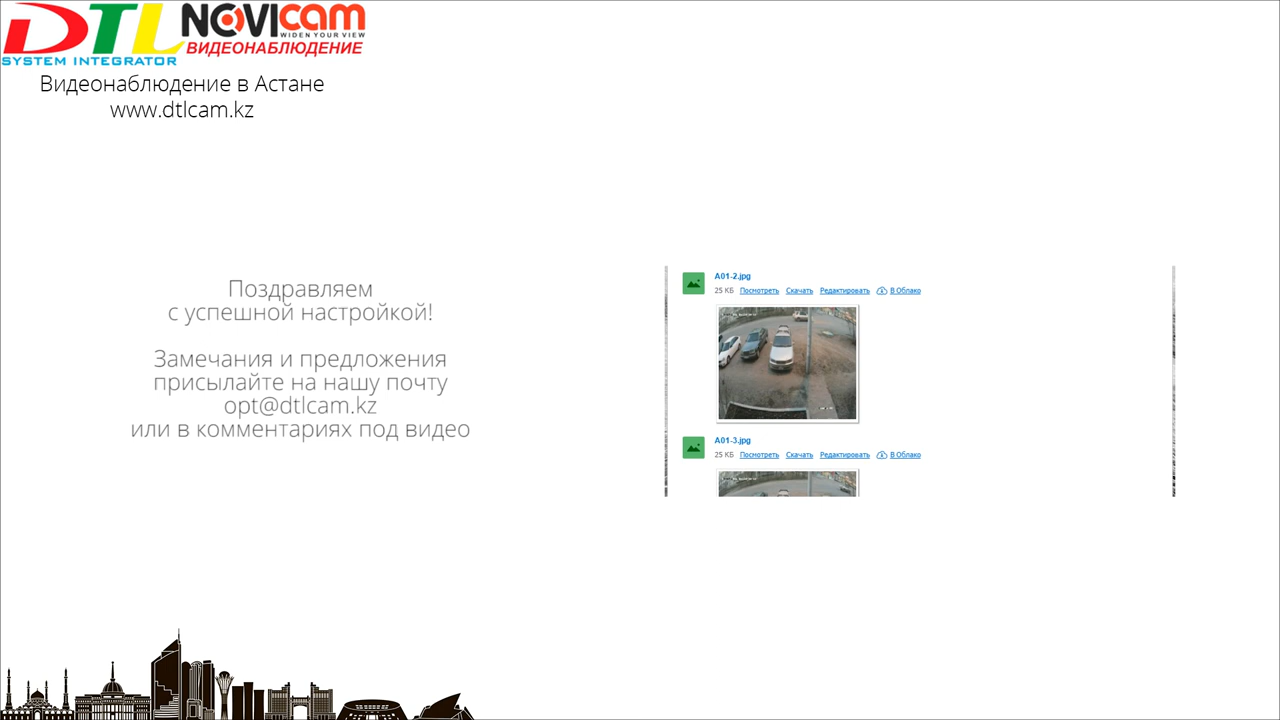 DTL
SYSTEM INTEGRATOR
NOVIcam
WIDEN YOUR VIEW
ВИДЕОНАБЛЮДЕНИЕ
Видеонаблюдение в Астане
www.dtlcam.kz
Поздравляем
с успешной настройкой!
Замечания и предложения
присылайте на нашу почту
opt@dtlcam.kz
или в комментариях под видео
A01-2.jpg
25 КБ Посмотреть Скачать Редактировать В Облако
A01-3.jpg
25 КБ Посмотреть Скачать Редактировать В Облако